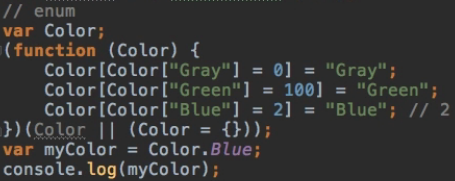 // enum
var Color;
(function (Color) {
    Color[Color["Gray"] = 0] = "Gray";
    Color[Color["Green"] = 100] = "Green";
    Color[Color["Blue"] = 2] = "Blue"; // 2
})(Color || (Color = {}));
var myColor = Color.Blue;
console.log(myColor);